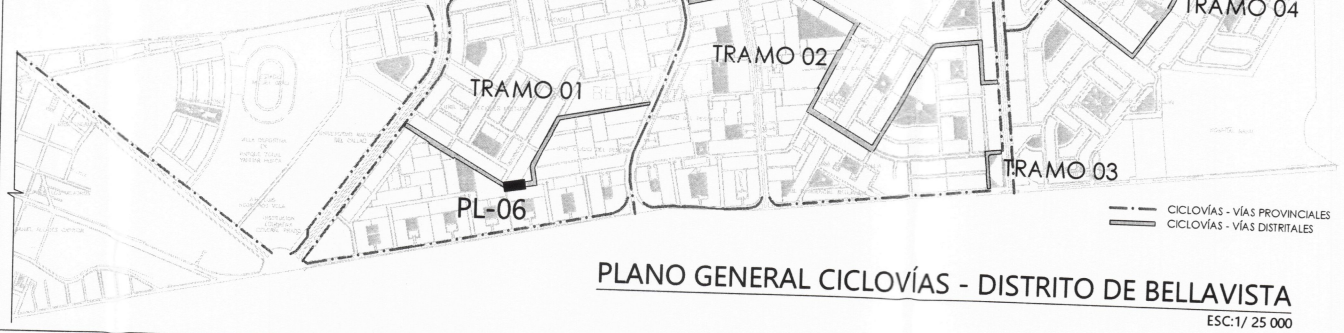 TRAMO 04
TRAMO 02
TRAMO 01
TRAMO 03
PL-06
CICLOVÍAS - VÍAS PROVINCIALES
CICLOVÍAS - VÍAS DISTRITALES
PLANO GENERAL CICLOVÍAS - DISTRITO DE BELLAVISTA
ESC:1/ 25 000